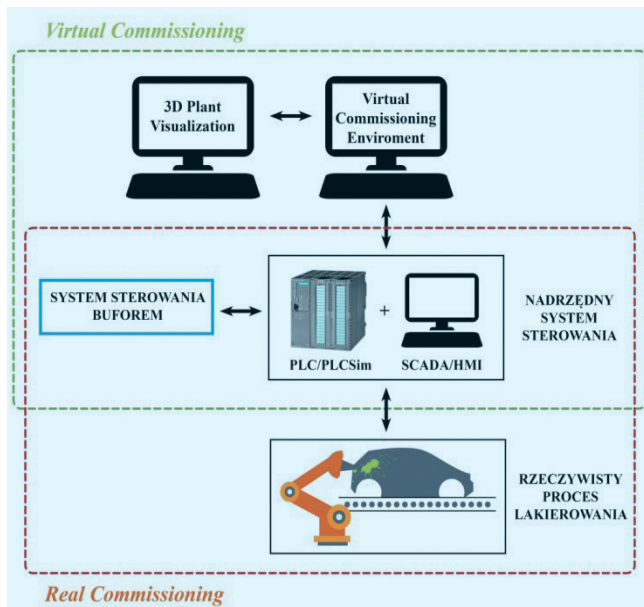 Virtual Commissioning
3D Plant
Visualization
Virtual
Commissioning
Enviroment
SYSTEM STEROWANIA
BUFOREM
PLC/PLCSim
+
SCADA/HMI
NADRZĘDNY
SYSTEM
STEROWANIA
RZECZYWISTY
PROCES
LAKIEROWANIA
Real Commissioning